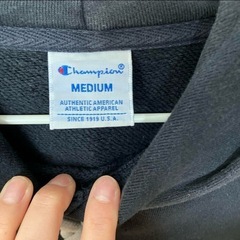 Champion
MEDIUM
AUTHENTIC AMERICAN
ATHLETIC APPAREL
SINCE 1919 U.S.A.